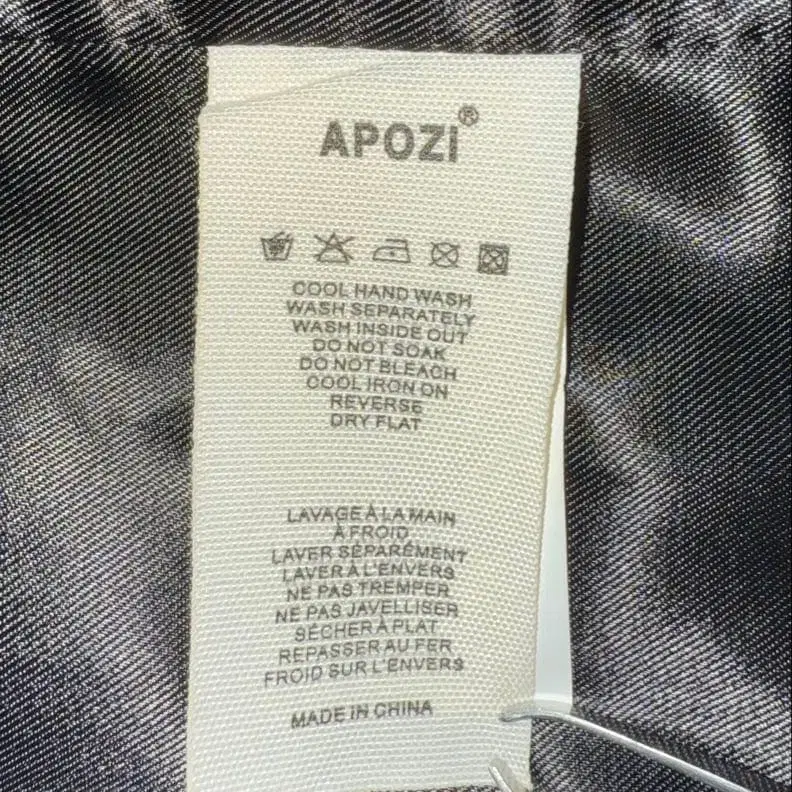 APOZI®
COOL HAND WASH
WASH SEPARATELY
WASH INSIDE OUT
DO NOT SOAK
DO NOT BLEACH
COOL IRON ON
REVERSE
DRY FLAT
LAVAGE À LA MAIN
À FROID
LAVER SÉPARÉMENT
LAVER À L'ENVERS
NE PAS TREMPER
NE PAS JAVELLISER
SÉCHER À PLAT
REPASSER AU FER
FROID SUR L'ENVERS
MADE IN CHINA